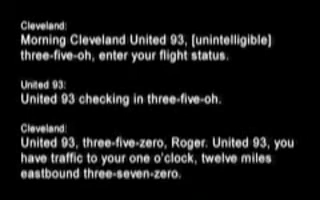 Cleveland:
Morning Cleveland United 93, [unintelligible]
three-five-oh, enter your flight status.
United 93:
United 93 checking in three-five-oh.
Cleveland:
United 93, three-five-zero, Roger. United 93, you
have traffic to your one o'clock, twelve miles
eastbound three-seven-zero.